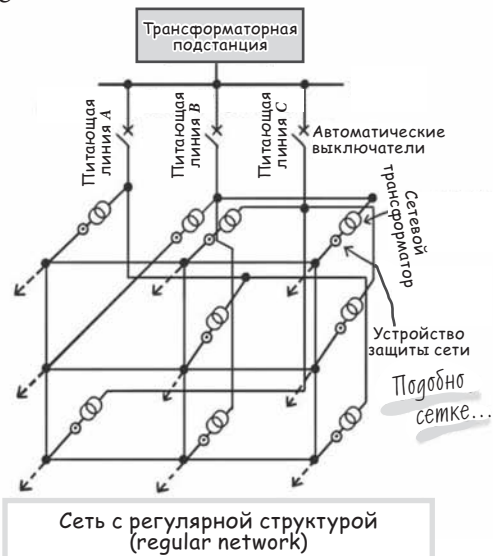 Трансформаторная
подстанция
Питающая
линия A
Питающая
линия B
Питающая
линия C
Автоматические
выключатели
Сетевой
трансформатор
Устройство
защиты сети
Подобно
сетке...
Сеть с регулярной структурой
(regular network)